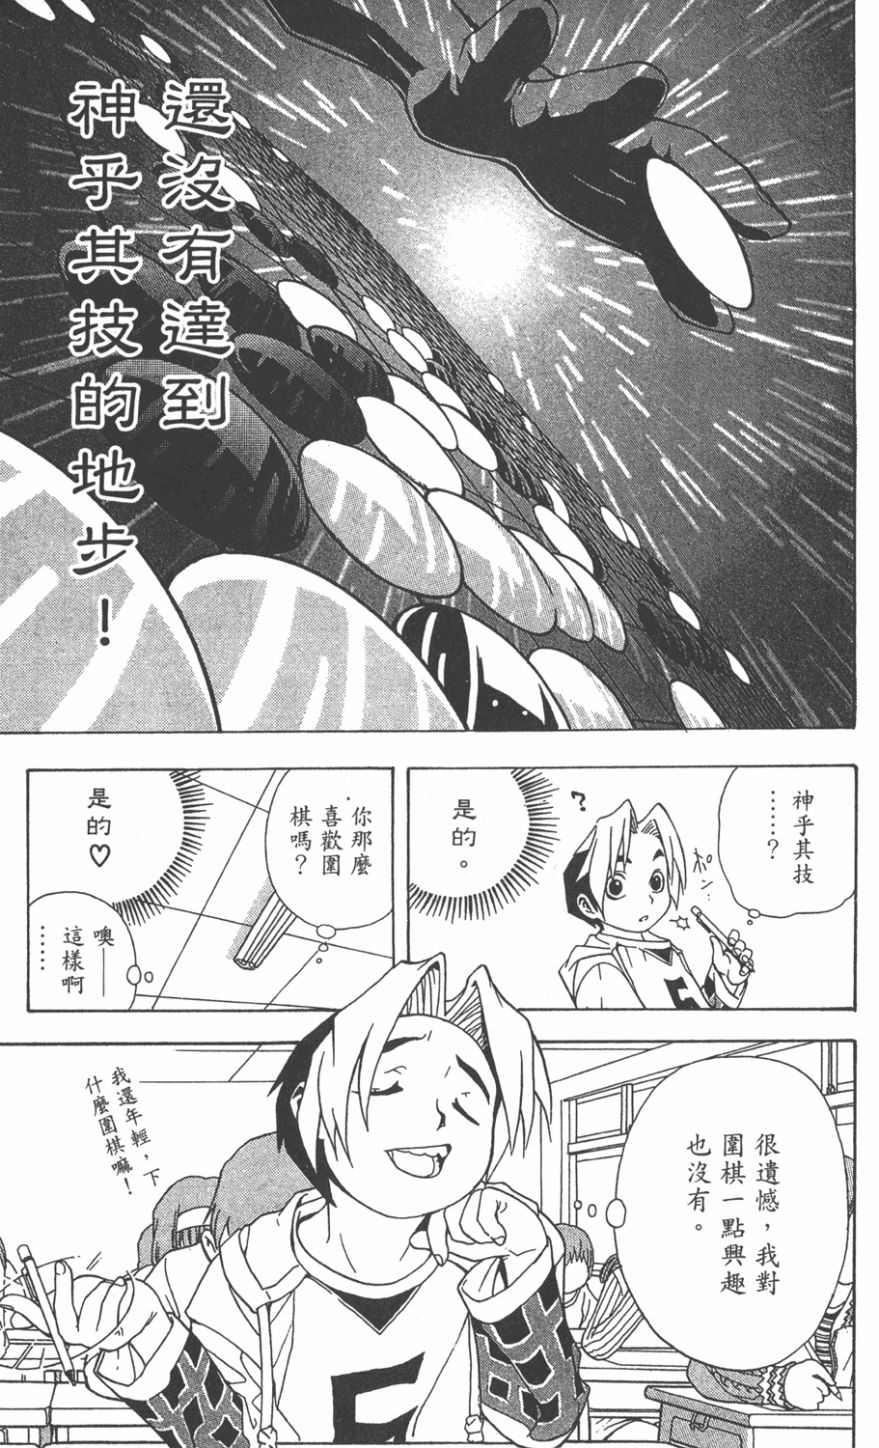 還沒有達到
神乎其技的地步！
神乎其技
……？
ポン
？
是的。
你那麼
喜歡圍
棋嗎？
是的♡
噢——
這樣啊
……
很遺憾，我對
圍棋一點興趣
也沒有。
我還年輕，下
什麼圍棋嘛！